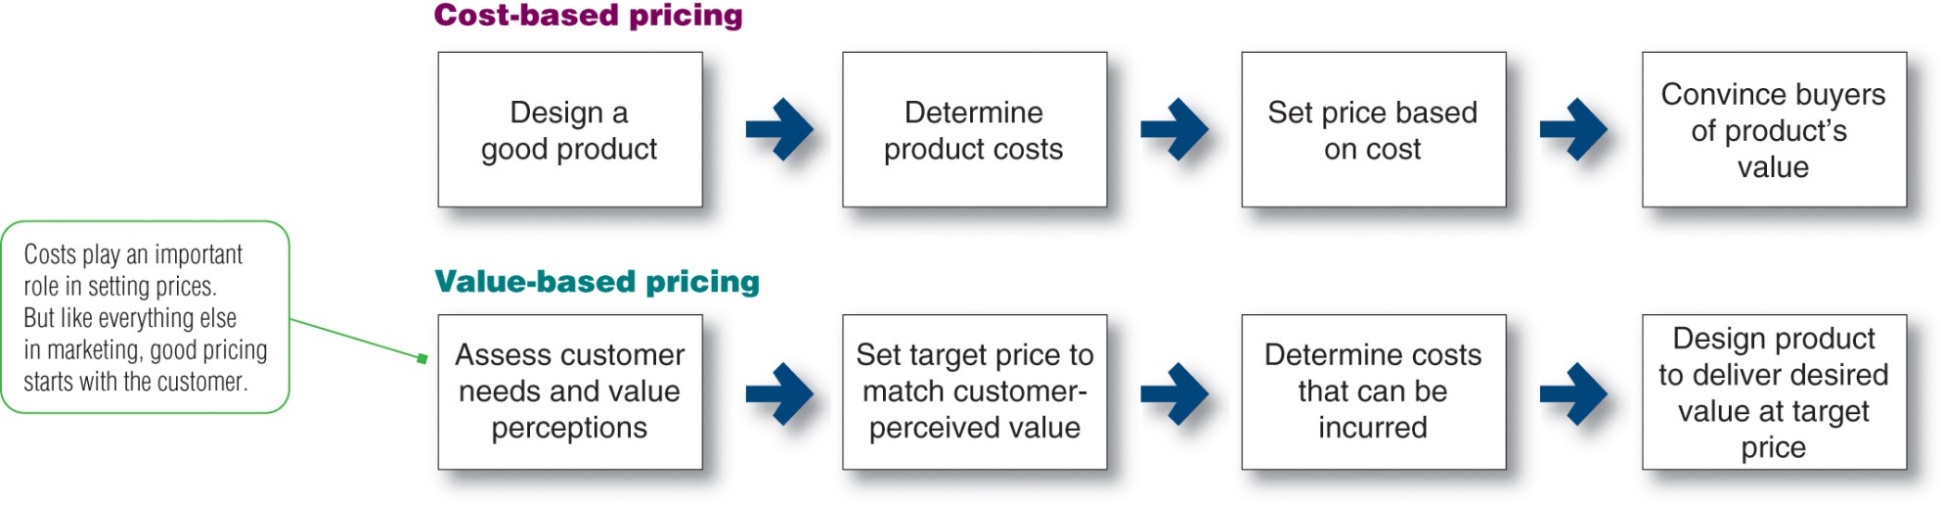 Cost-based pricing
Design a
good product
Determine
product costs
Set price based
on cost
Convince buyers
of product’s
value
Costs play an important
role in setting prices.
But like everything else
in marketing, good pricing
starts with the customer.
Value-based pricing
Assess customer
needs and value
perceptions
Set target price to
match customer-
perceived value
Determine costs
that can be
incurred
Design product
to deliver desired
value at target
price